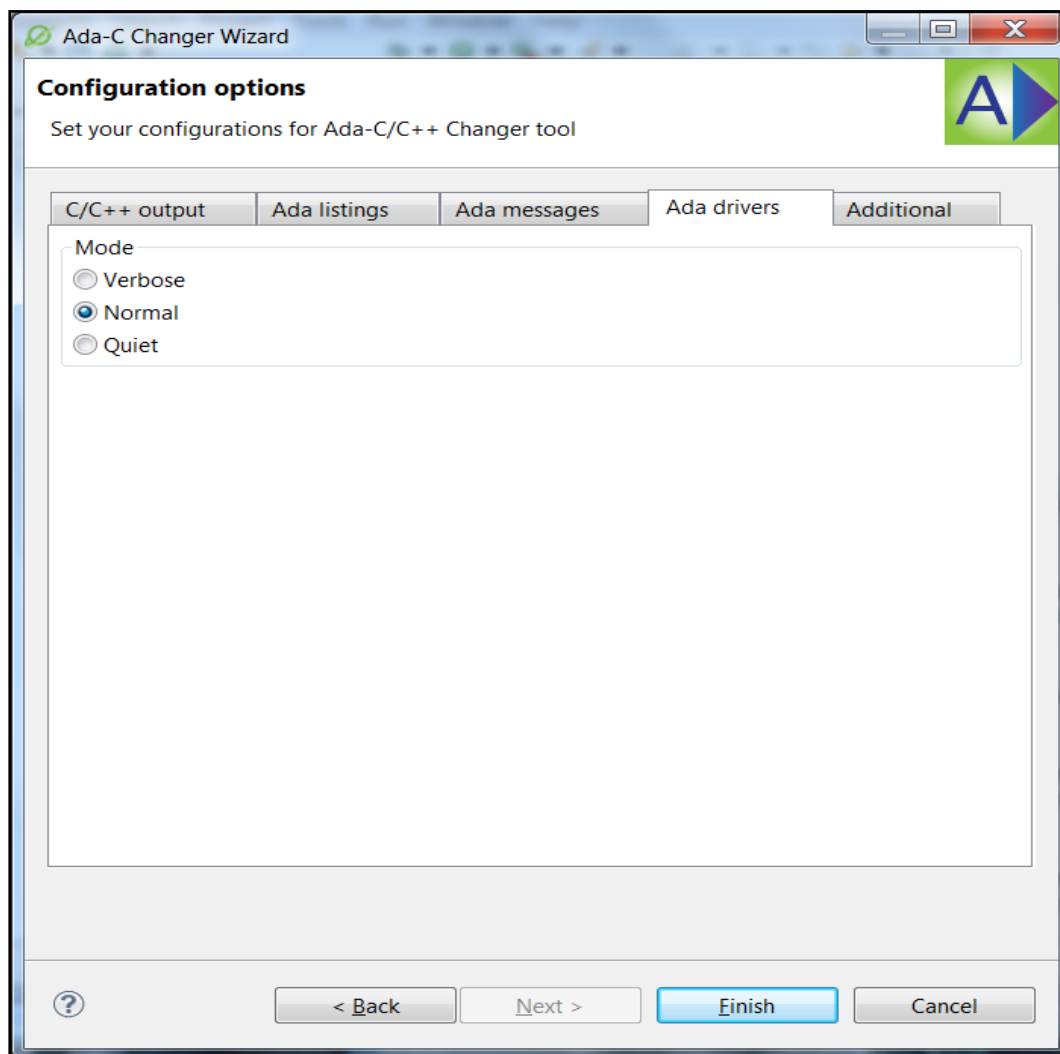 Ada-C Changer Wizard
Configuration options
Set your configurations for Ada-C/C++ Changer tool
A
C/C++ output Ada listings Ada messages Ada drivers Additional
Mode
Verbose
Normal
Quiet
? < Back Next > Finish Cancel